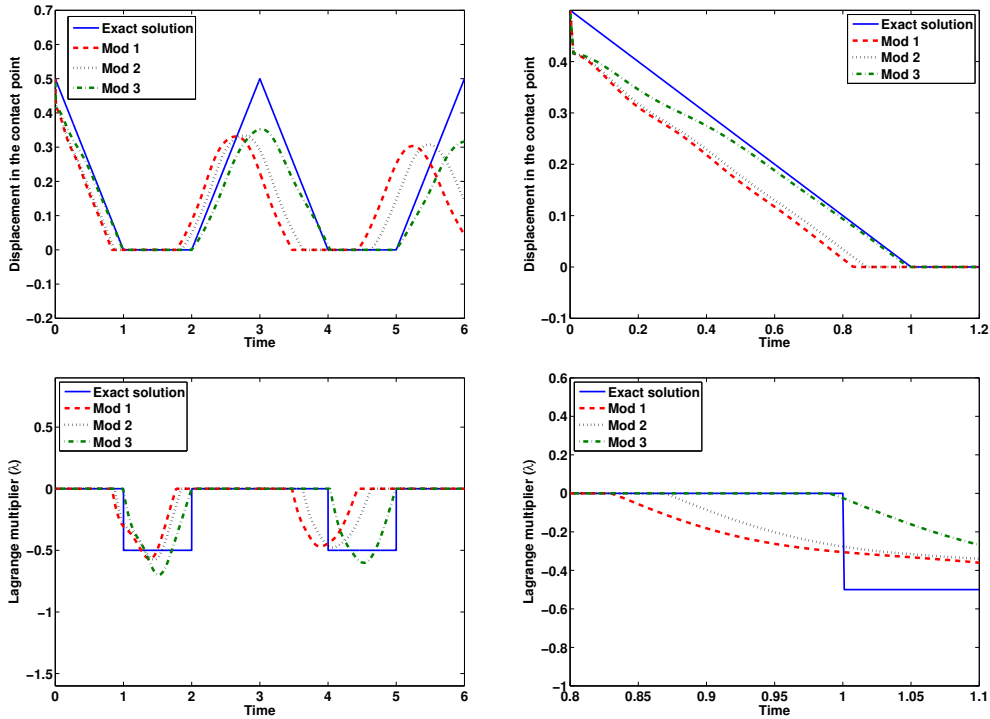 0.7
0.6
0.5
0.4
0.3
0.2
0.1
0
−0.1
−0.2
0
1
2
3
4
5
6
Time
Displacement in the contact point
Exact solution
Mod 1
Mod 2
Mod 3
0.4
0.3
0.2
0.1
0
−0.1
0
0.2
0.4
0.6
0.8
1
1.2
Time
Displacement in the contact point
Exact solution
Mod 1
Mod 2
Mod 3
0.5
0
−0.5
−1
−1.5
0
1
2
3
4
5
6
Time
Lagrange multiplier (λ)
Exact solution
Mod 1
Mod 2
Mod 3
0.6
0.4
0.2
0
−0.2
−0.4
−0.6
−0.8
−1
0.8
0.85
0.9
0.95
1
1.05
1.1
Time
Lagrange multiplier (λ)
Exact solution
Mod 1
Mod 2
Mod 3